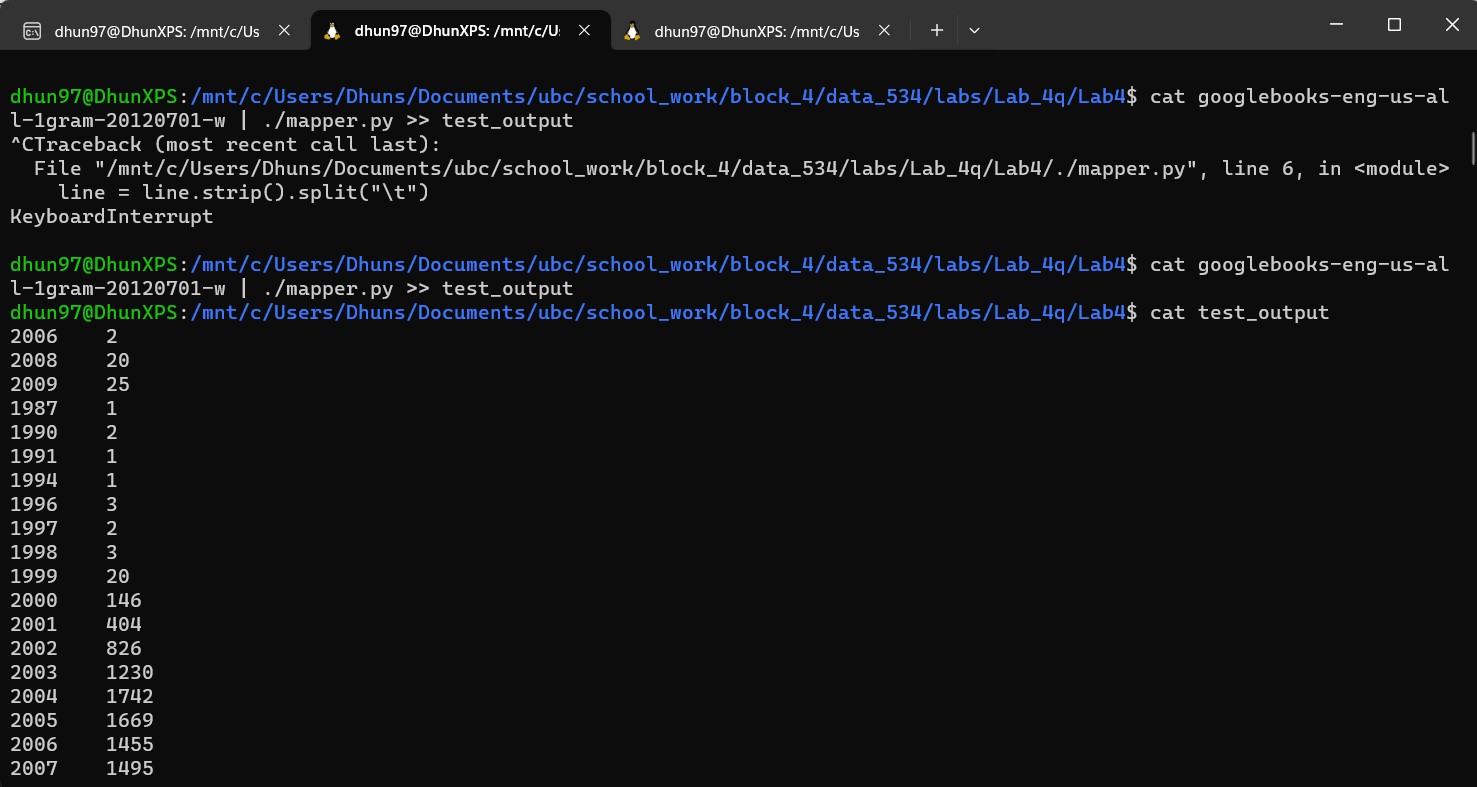 dhun97@DhunXPS: /mnt/c/Us
dhun97@DhunXPS: /mnt/c/U
dhun97@DhunXPS: /mnt/c/Us
dhun97@DhunXPS:/mnt/c/Users/Dhuns/Documents/ubc/school_work/block_4/data_534/labs/Lab_4q/Lab4$ cat googlebooks-eng-us-al
l-1gram-20120701-w | ./mapper.py >> test_output
^CTraceback (most recent call last):
  File "/mnt/c/Users/Dhuns/Documents/ubc/school_work/block_4/data_534/labs/Lab_4q/Lab4/./mapper.py", line 6, in <module>
    line = line.strip().split("\t")
KeyboardInterrupt
dhun97@DhunXPS:/mnt/c/Users/Dhuns/Documents/ubc/school_work/block_4/data_534/labs/Lab_4q/Lab4$ cat googlebooks-eng-us-al
l-1gram-20120701-w | ./mapper.py >> test_output
dhun97@DhunXPS:/mnt/c/Users/Dhuns/Documents/ubc/school_work/block_4/data_534/labs/Lab_4q/Lab4$ cat test_output
2006    2
2008    20
2009    25
1987    1
1990    2
1991    1
1994    1
1996    3
1997    2
1998    3
1999    20
2000    146
2001    404
2002    826
2003    1230
2004    1742
2005    1669
2006    1455
2007    1495